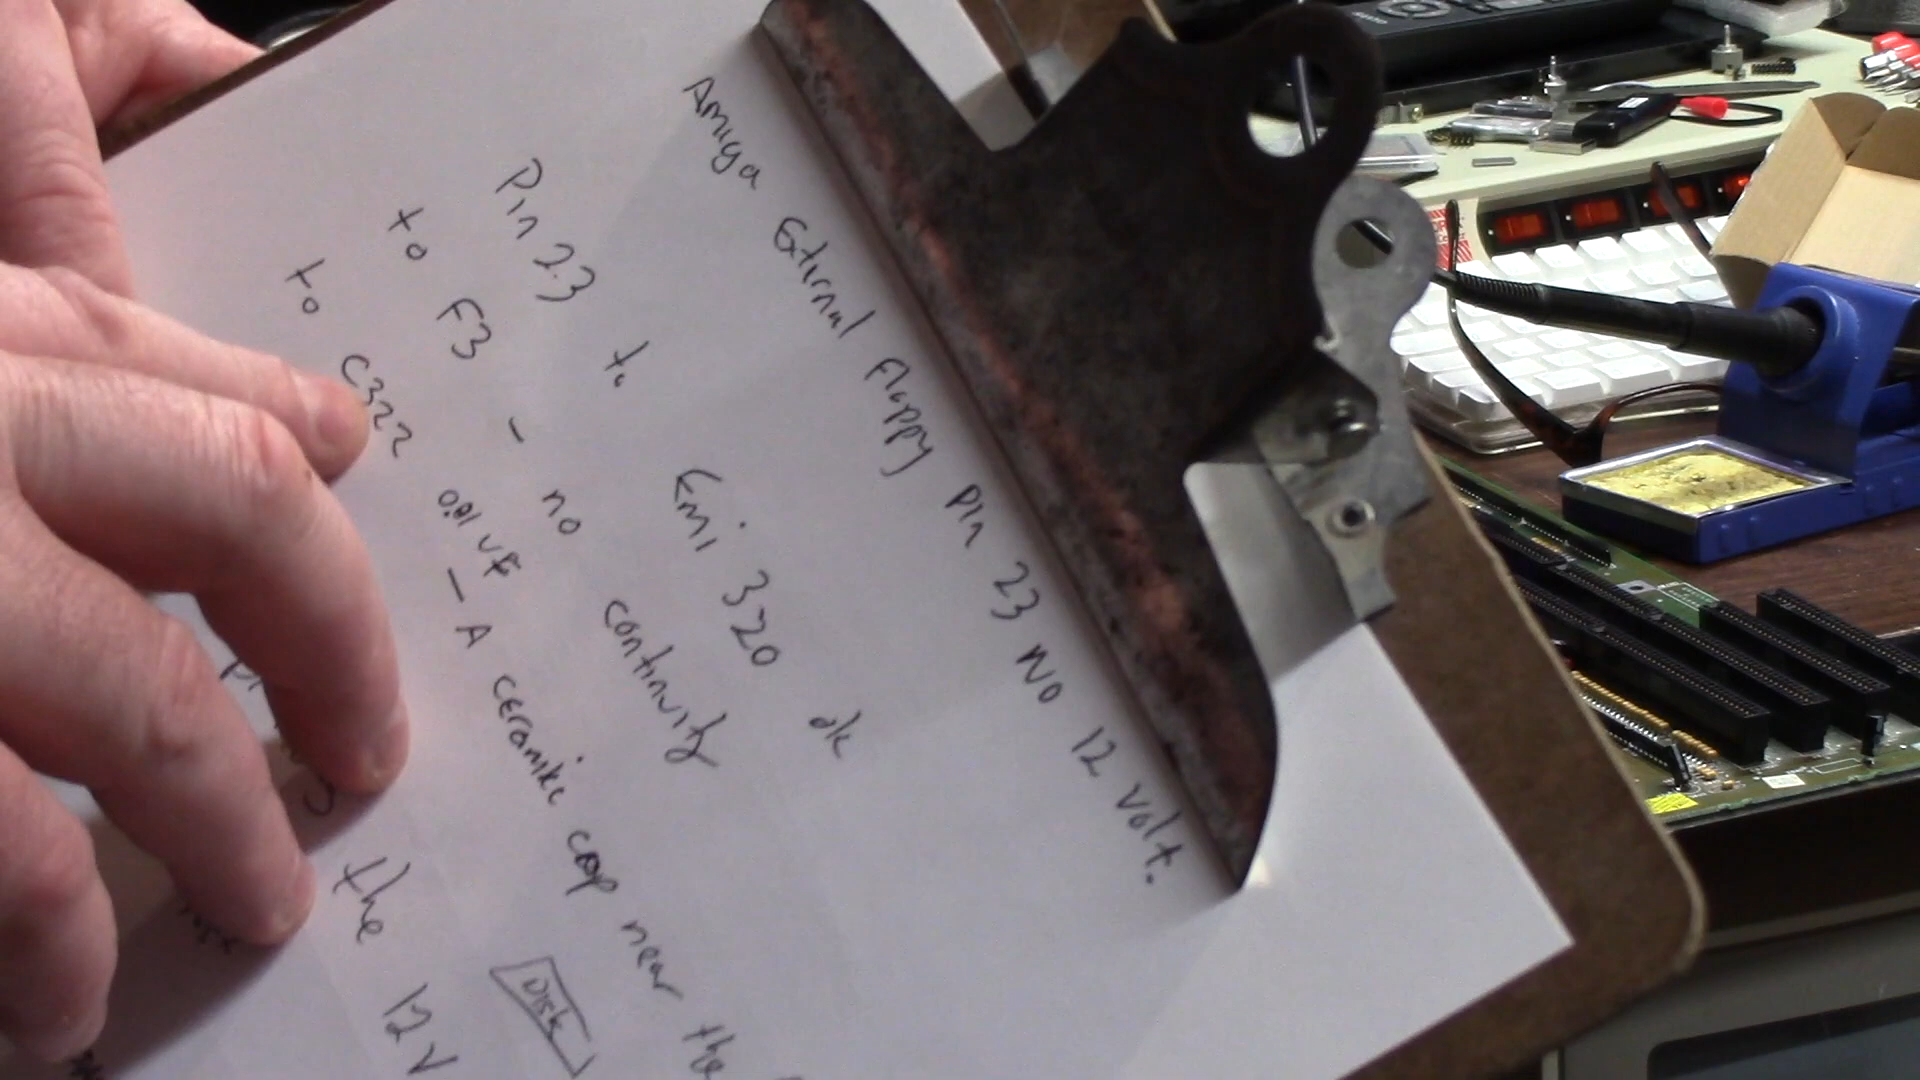 Amiga External Floppy Pin 23 No 12 volt.
Pin 23 to Emi 320 ok
to F3 - no continuity
to C322 0.01 uF - A ceramic cap near the
DISK
the 12V